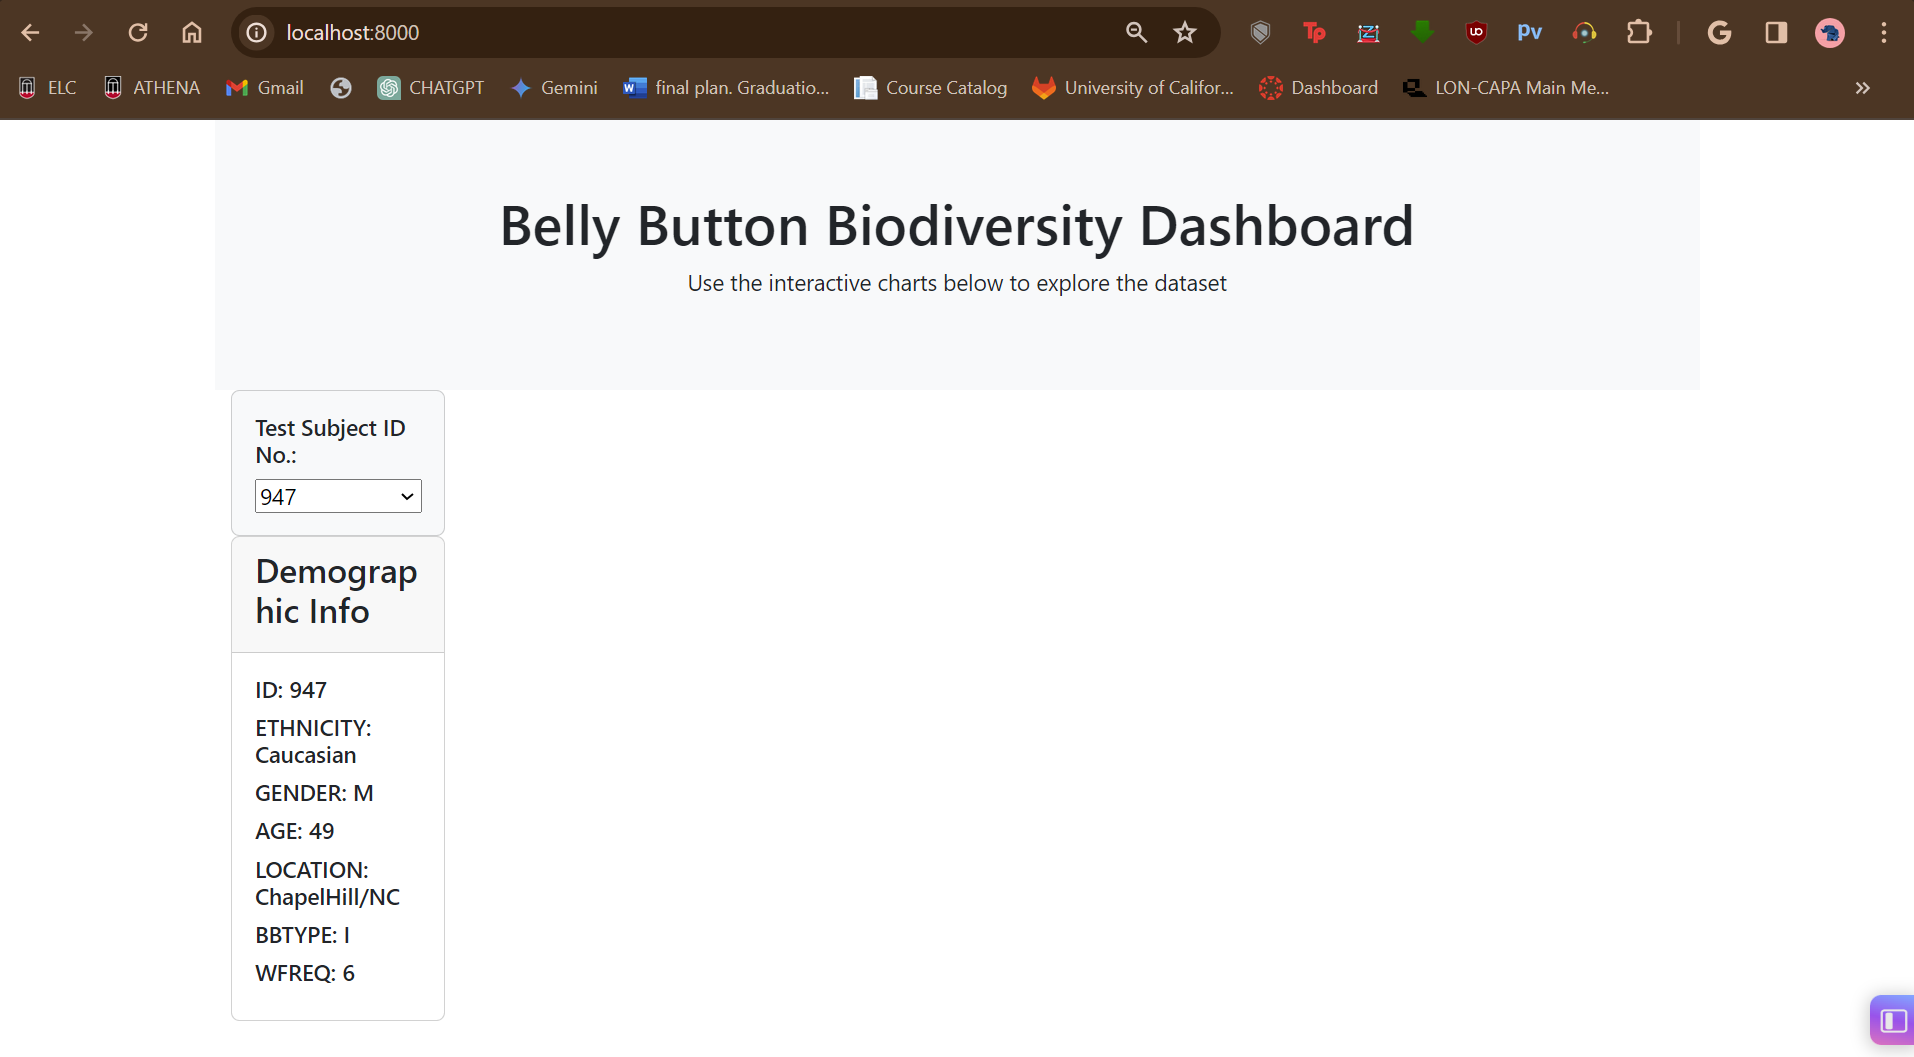 localhost:8000
ELC ATHENA Gmail CHATGPT Gemini final plan. Graduatio... Course Catalog University of Califor... Dashboard LON-CAPA Main Me... »
Belly Button Biodiversity Dashboard
Use the interactive charts below to explore the dataset
Test Subject ID
No.:
947
Demograp
hic Info
ID: 947
ETHNICITY:
Caucasian
GENDER: M
AGE: 49
LOCATION:
ChapelHill/NC
BBTYPE: I
WFREQ: 6